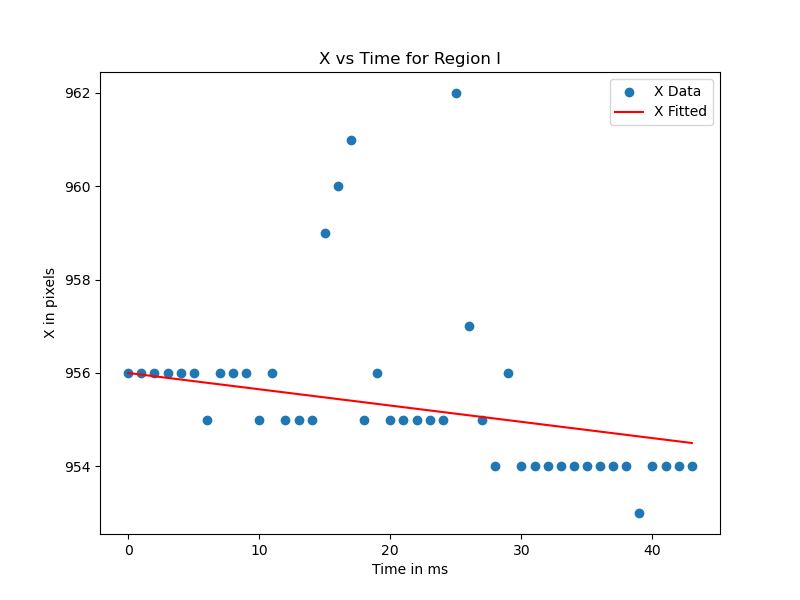 X vs Time for Region I
X Data
X Fitted
962
960
958
956
954
X in pixels
0 10 20 30 40
Time in ms